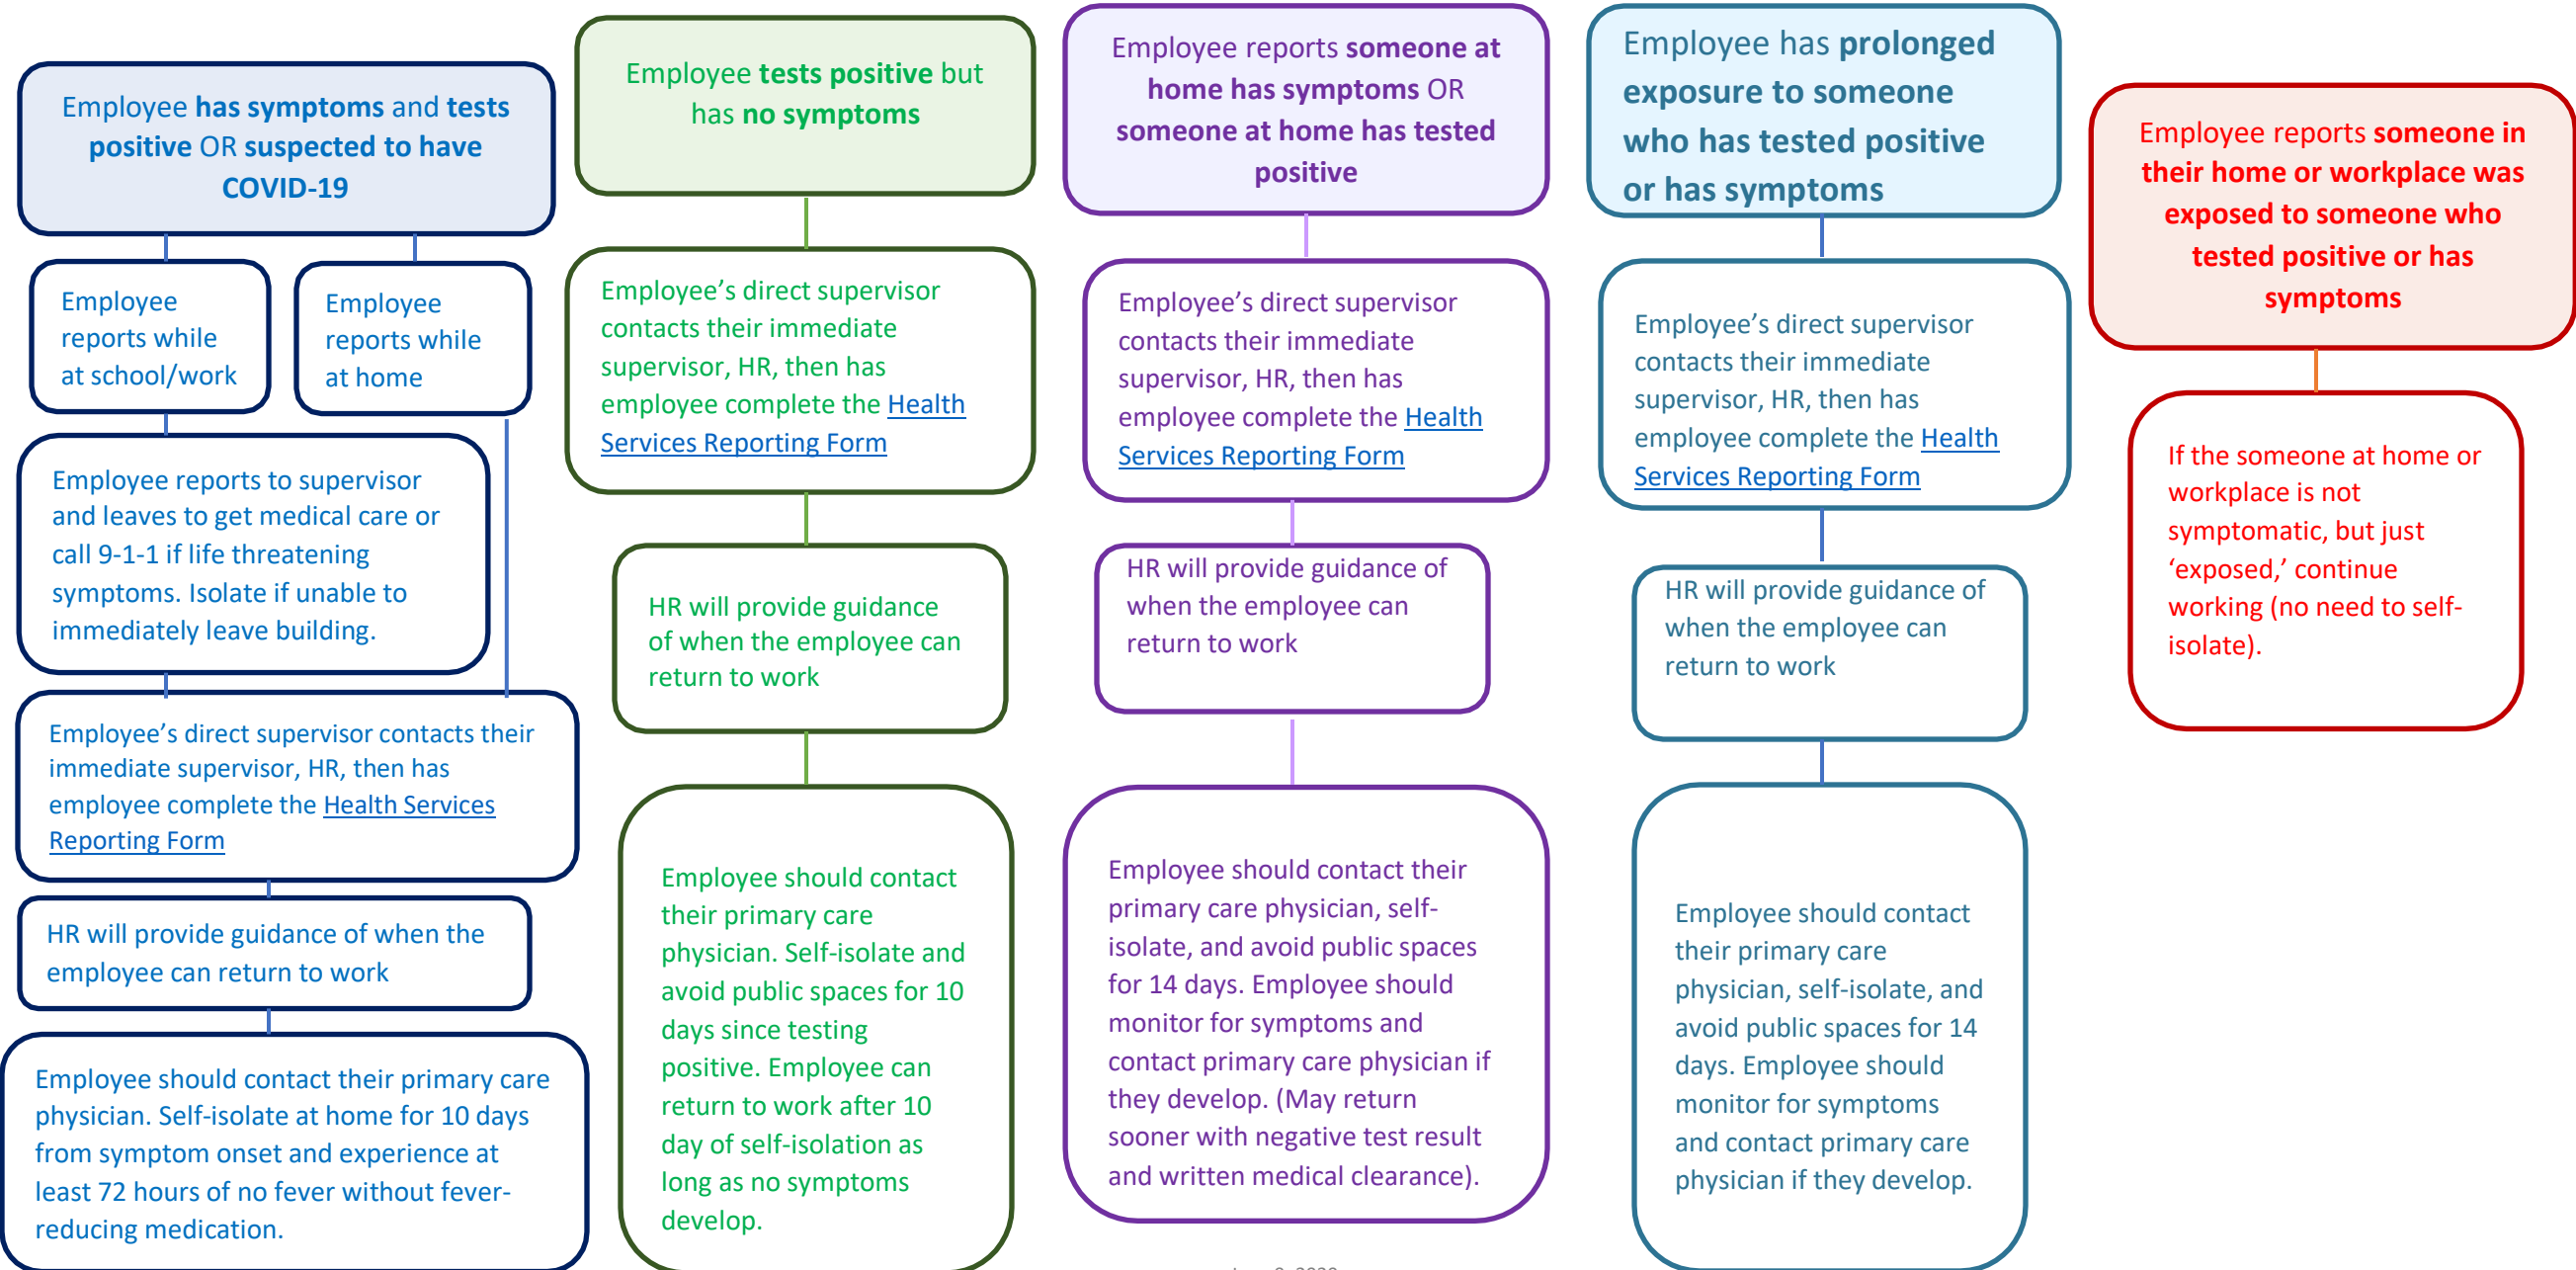 Employee has symptoms and tests
positive OR suspected to have
COVID-19
Employee
reports while
at school/work
Employee
reports while
at home
Employee reports to supervisor
and leaves to get medical care or
call 9-1-1 if life threatening
symptoms. Isolate if unable to
immediately leave building.
Employee’s direct supervisor contacts their
immediate supervisor, HR, then has
employee complete the Health Services
Reporting Form
HR will provide guidance of when the
employee can return to work
Employee should contact their primary care
physician. Self-isolate at home for 10 days
from symptom onset and experience at
least 72 hours of no fever without fever-
reducing medication.
Employee tests positive but
has no symptoms
Employee’s direct supervisor
contacts their immediate
supervisor, HR, then has
employee complete the Health
Services Reporting Form
HR will provide guidance
of when the employee can
return to work
Employee should contact
their primary care
physician. Self-isolate and
avoid public spaces for 10
days since testing
positive. Employee can
return to work after 10
day of self-isolation as
long as no symptoms
develop.
Employee reports someone at
home has symptoms OR
someone at home has tested
positive
Employee’s direct supervisor
contacts their immediate
supervisor, HR, then has
employee complete the Health
Services Reporting Form
HR will provide guidance of
when the employee can
return to work
Employee should contact their
primary care physician, self-
isolate, and avoid public spaces
for 14 days. Employee should
monitor for symptoms and
contact primary care physician if
they develop. (May return
sooner with negative test result
and written medical clearance).
Employee has prolonged
exposure to someone
who has tested positive
or has symptoms
Employee’s direct supervisor
contacts their immediate
supervisor, HR, then has
employee complete the Health
Services Reporting Form
HR will provide guidance of
when the employee can
return to work
Employee should contact
their primary care
physician, self-isolate, and
avoid public spaces for 14
days. Employee should
monitor for symptoms
and contact primary care
physician if they develop.
Employee reports someone in
their home or workplace was
exposed to someone who
tested positive or has
symptoms
If the someone at home or
workplace is not
symptomatic, but just
‘exposed,’ continue
working (no need to self-
isolate).